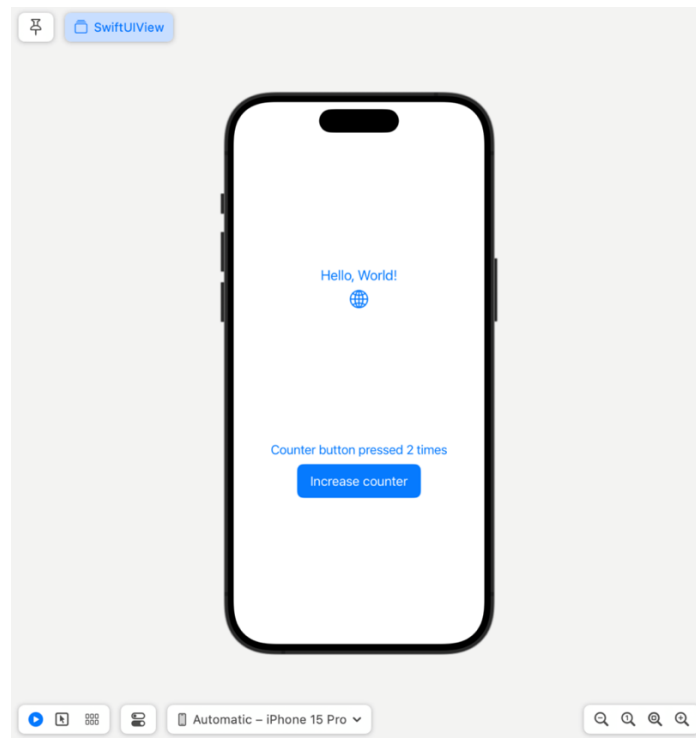 SwiftUIView
Hello, World!
Counter button pressed 2 times
Increase counter
Automatic – iPhone 15 Pro